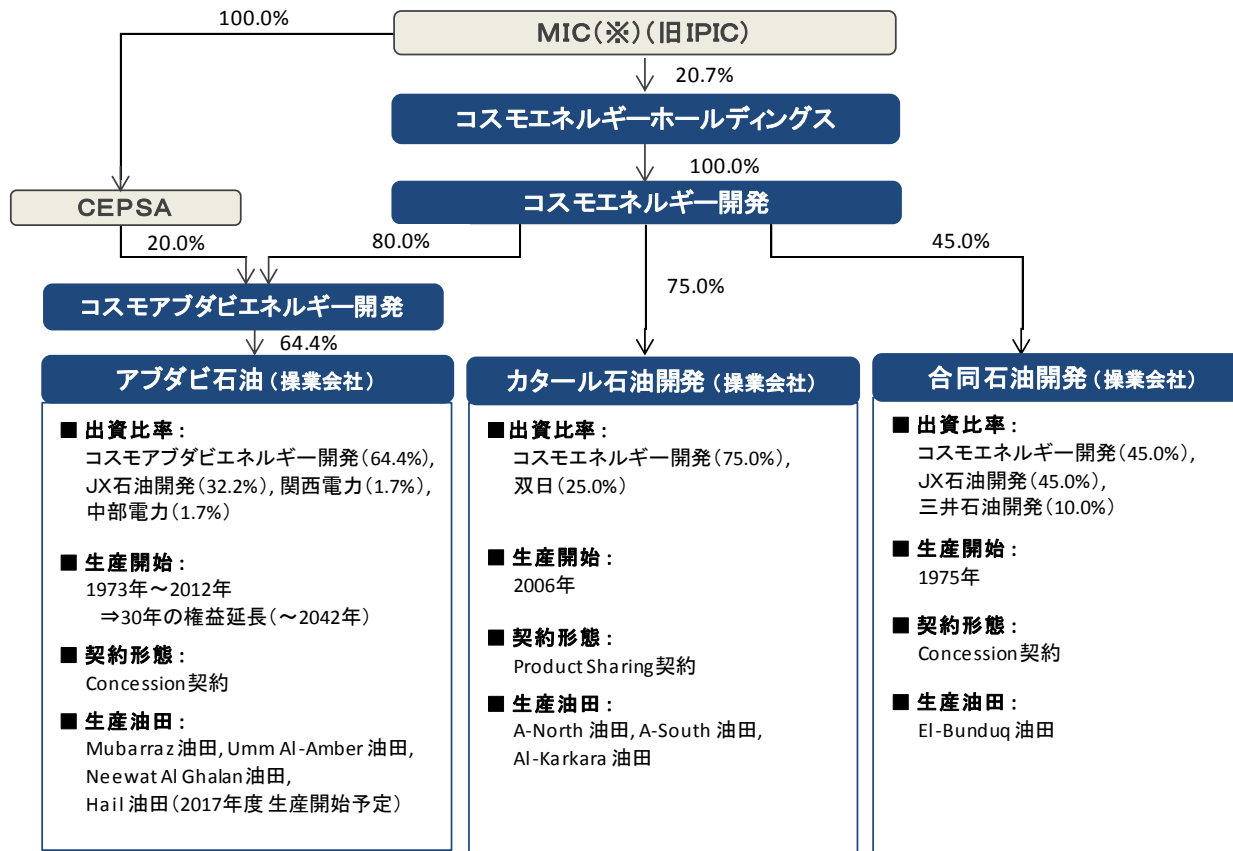 100.0%
MIC(※)(旧IPIC)
20.7%
コスモエネルギーホールディングス
100.0%
CEPSA
コスモエネルギー開発
20.0%
80.0%
75.0%
45.0%
コスモアブダビエネルギー開発
64.4%
アブダビ石油（操業会社）
■ 出資比率：
コスモアブダビエネルギー開発(64.4%),
JX石油開発(32.2%), 関西電力(1.7%),
中部電力(1.7%)
■ 生産開始：
1973年～2012年
⇒30年の権益延長(～2042年)
■ 契約形態：
Concession契約
■ 生産油田：
Mubarraz 油田, Umm Al-Amber 油田,
Neewat Al Ghalan油田,
Hail 油田(2017年度 生産開始予定)
カタール石油開発（操業会社）
■出資比率：
コスモエネルギー開発(75.0%),
双日(25.0%)
■ 生産開始：
2006年
■ 契約形態：
Product Sharing契約
■ 生産油田：
A-North 油田, A-South 油田,
Al-Karkara 油田
合同石油開発（操業会社）
■ 出資比率：
コスモエネルギー開発(45.0%),
JX石油開発(45.0%),
三井石油開発(10.0%)
■ 生産開始：
1975年
■ 契約形態：
Concession契約
■ 生産油田：
El-Bunduq 油田